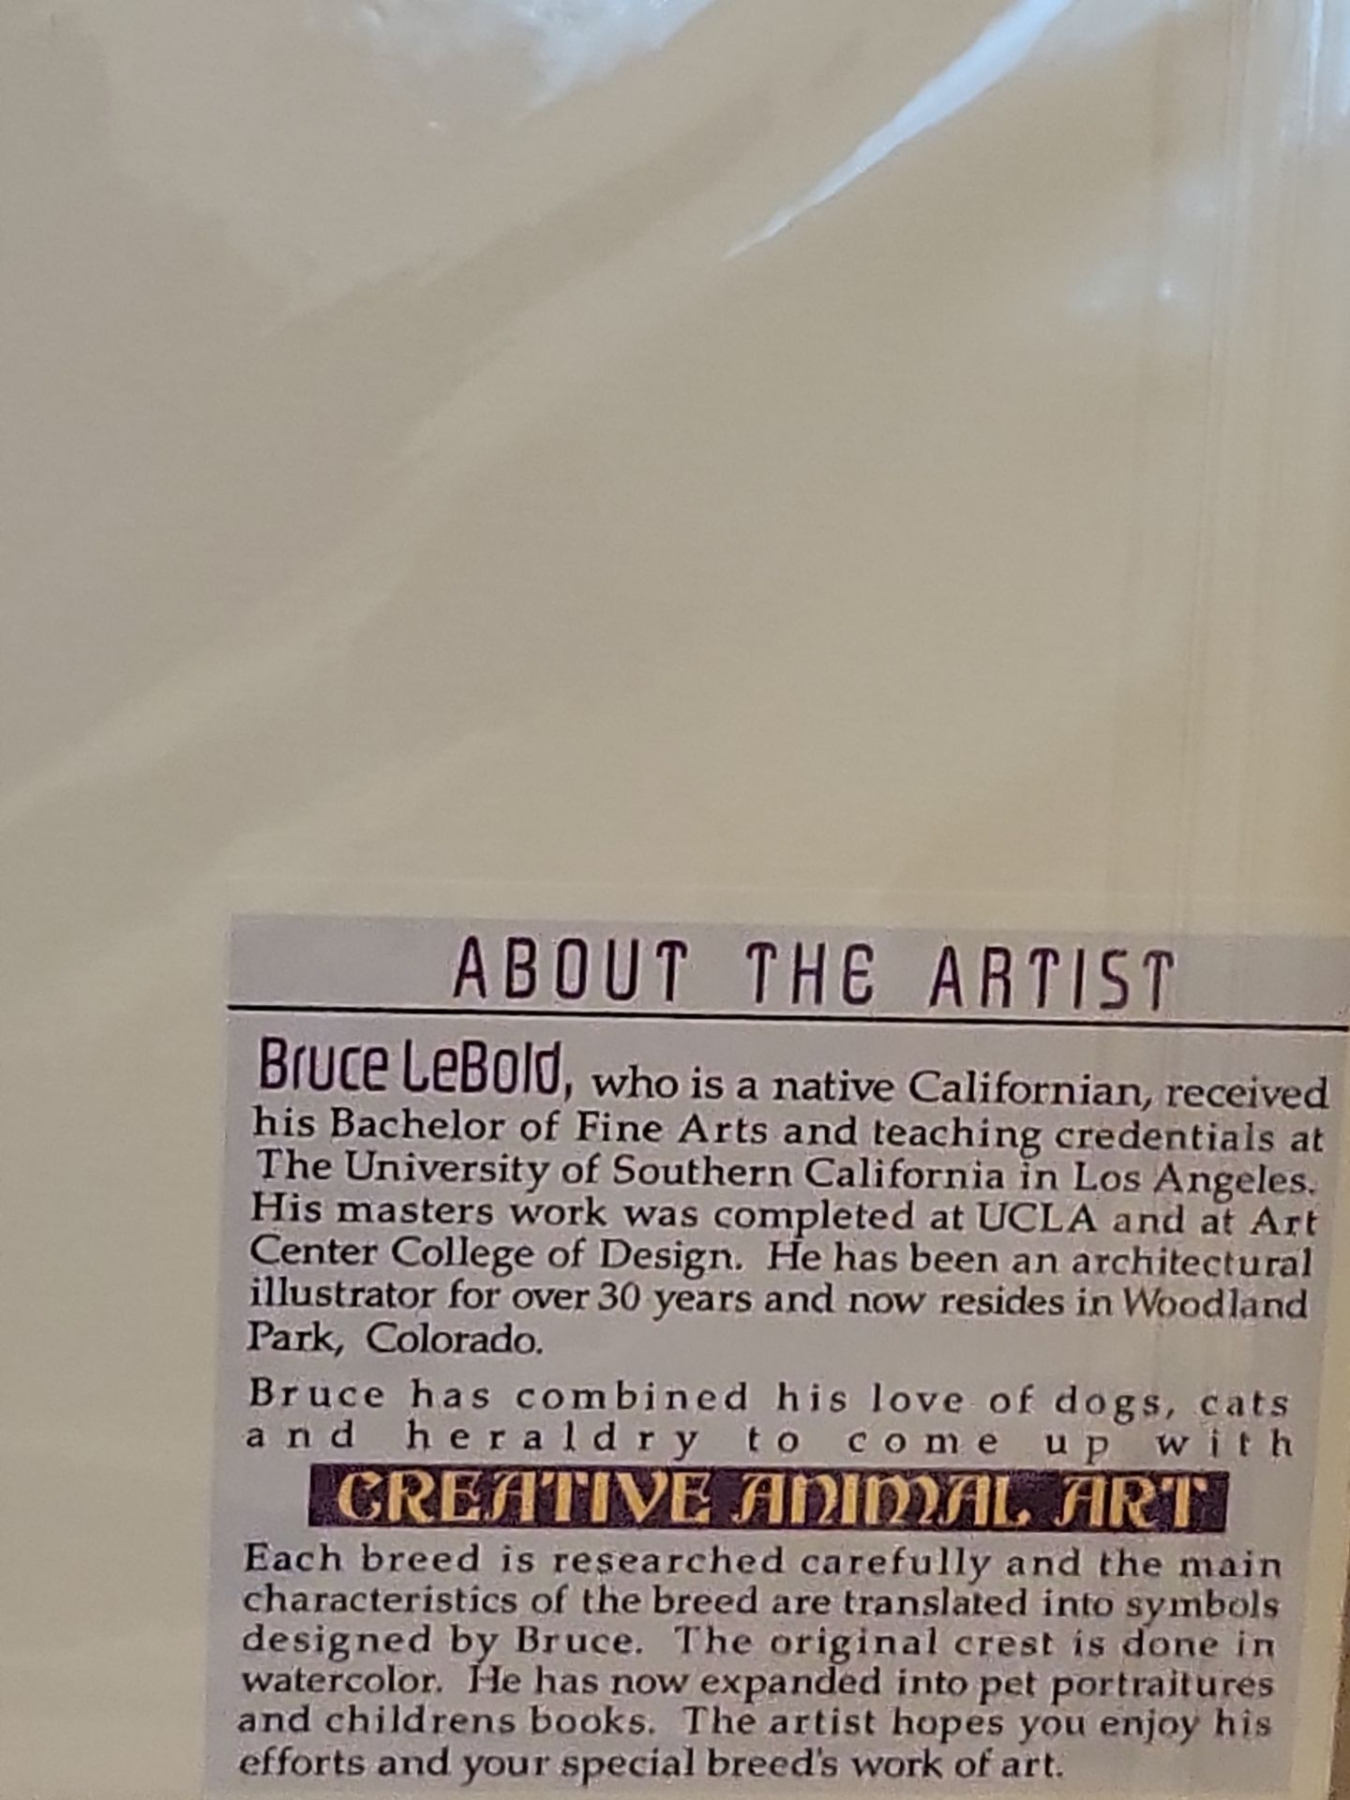 ABOUT THE ARTIST
Bruce LeBold, who is a native Californian, received
his Bachelor of Fine Arts and teaching credentials at
The University of Southern California in Los Angeles.
His masters work was completed at UCLA and at Art
Center College of Design. He has been an architectural
illustrator for over 30 years and now resides in Woodland
Park, Colorado.
Bruce has combined his love of dogs, cats
and heraldry to come up with
CREATIVE ANIMAL ART
Each breed is researched carefully and the main
characteristics of the breed are translated into symbols
designed by Bruce. The original crest is done in
watercolor. He has now expanded into pet portraitures
and childrens books. The artist hopes you enjoy his
efforts and your special breed's work of art.